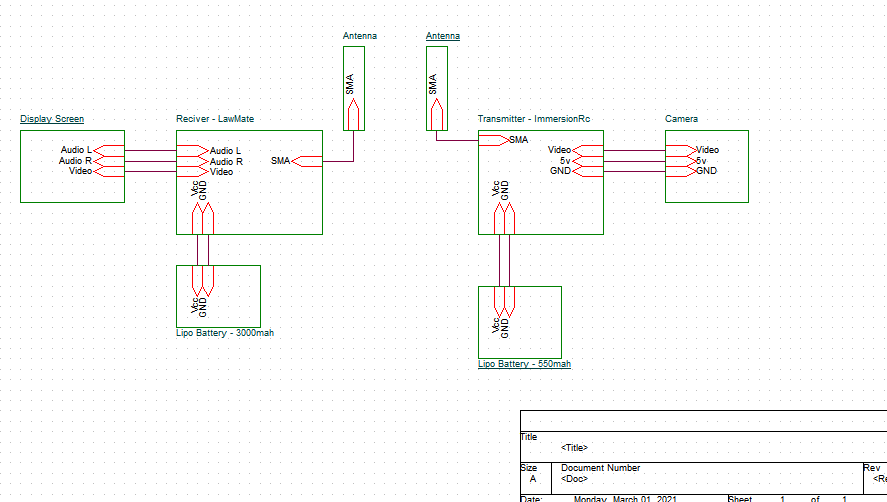 Antenna
Antenna
SMA
SMA
Display Screen
Reciver - LawMate
Transmitter - ImmersionRc
Camera
Audio L
Audio R
Video
Audio L
Audio R
Video
SMA
Vcc
GND
SMA
Video
5v
GND
Vcc
GND
Video
5v
GND
Vcc
GND
Lipo Battery - 3000mah
Vcc
GND
Lipo Battery - 550mah
Title
<Title>
Size
A
Document Number
<Doc>
Rev
<Re
Date:
Monday, March 01, 2021
Sheet
1
of
1